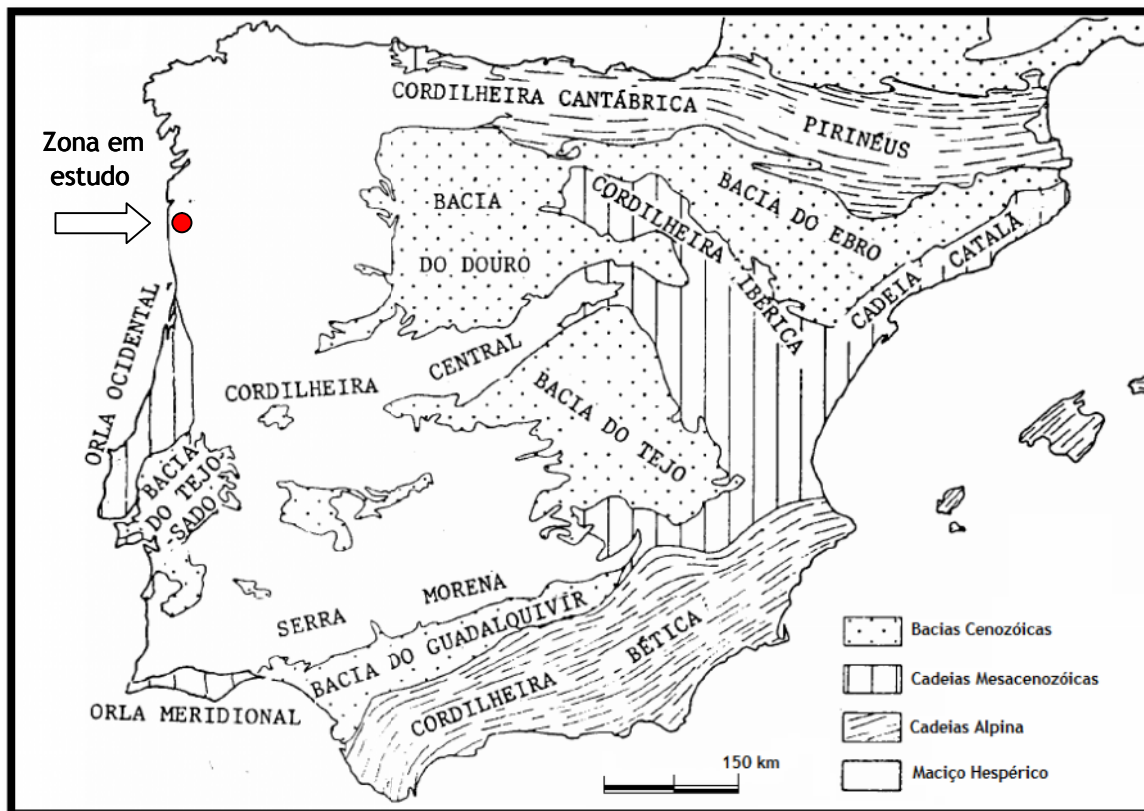 CORDILHEIRA CANTÁBRICA
PIRINÉUS
Zona em
estudo
BACIA
DO DOURO
CORDILHEIRA IBÉRICA
BACIA DO EBRO
CADEIA CATALÃ
ORLA OCIDENTAL
CORDILHEIRA CENTRAL
BACIA DO TEJO
BACIA
DO TEJO
SADO
SERRA MORENA
BACIA DO GUADALQUIVIR
CORDILHEIRA BÉTICA
ORLA MERIDIONAL
150 km
Bacias Cenozóicas
Cadeias Mesacenozóicas
Cadeias Alpina
Maciço Hespérico